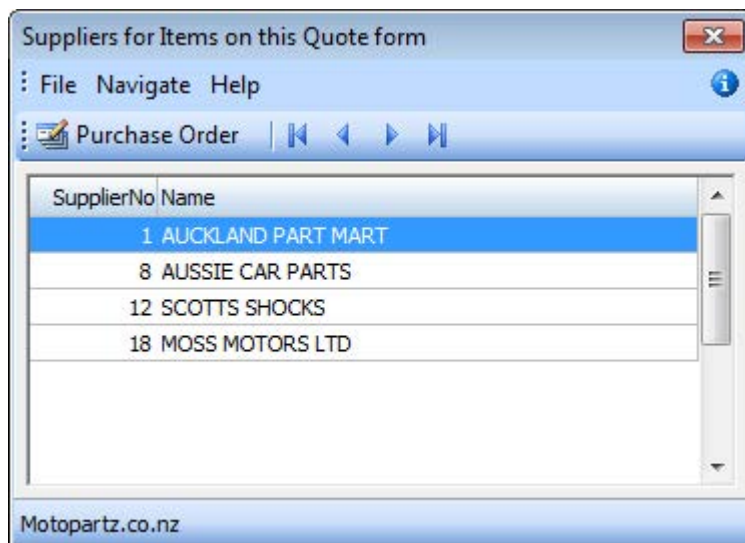 Suppliers for Items on this Quote form
File Navigate Help
Purchase Order
SupplierNo Name
1 AUCKLAND PART MART
8 AUSSIE CAR PARTS
12 SCOTTS SHOCKS
18 MOSS MOTORS LTD
Motopartz.co.nz